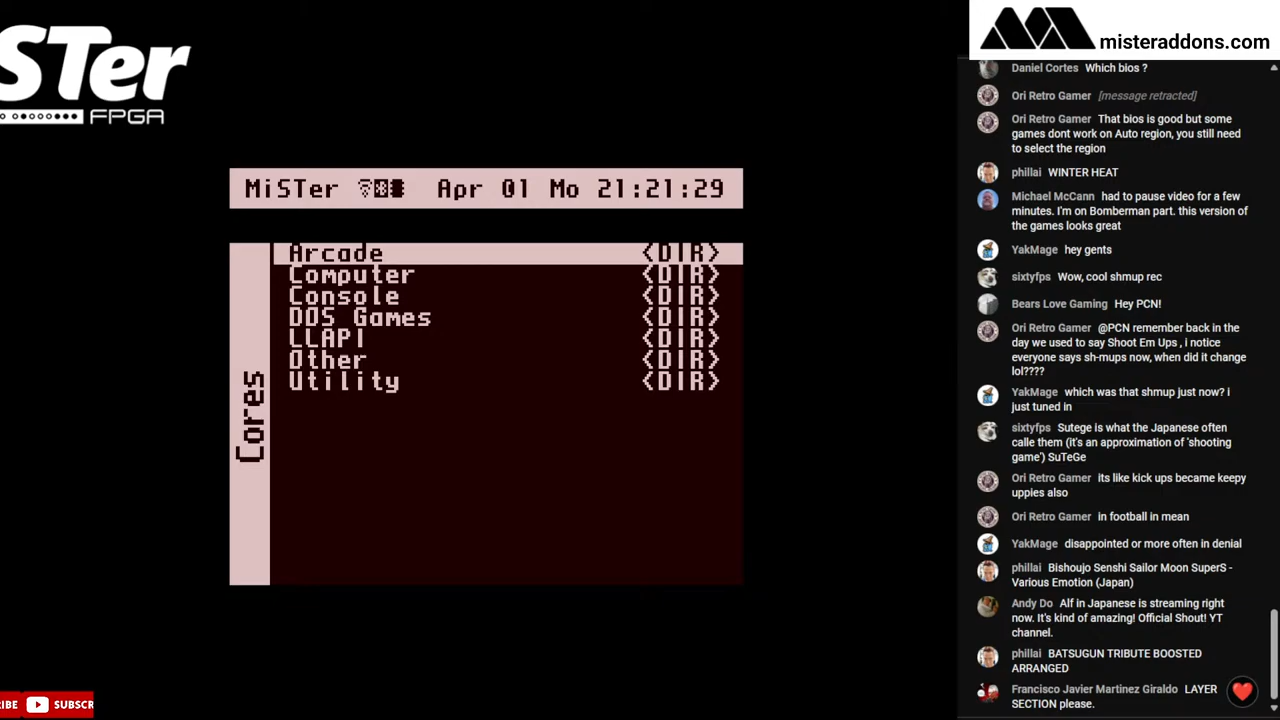 STer
FPGA
MiSTer Apr 01 Mo 21:21:29
Cores
Arcade <DIR>
Computer <DIR>
Console <DIR>
DOS Games <DIR>
LLAPI <DIR>
Other <DIR>
Utility <DIR>
IBE SUBSCR
misteraddons.com
Daniel Cortes Which bios ?
Ori Retro Gamer [message retracted]
Ori Retro Gamer That bios is good but some
games dont work on Auto region, you still need
to select the region
phillai WINTER HEAT
Michael McCann had to pause video for a few
minutes. I'm on Bomberman part. this version of
the games looks great
YakMage hey gents
sixtyfps Wow, cool shmup rec
Bears Love Gaming Hey PCN!
Ori Retro Gamer @PCN remember back in the
day we used to say Shoot Em Ups , i notice
everyone says sh-mups now, when did it change
lol????
YakMage which was that shmup just now? i
just tuned in
sixtyfps Sutege is what the Japanese often
calle them (it's an approximation of 'shooting
game') SuTeGe
Ori Retro Gamer its like kick ups became keepy
uppies also
Ori Retro Gamer in football in mean
YakMage disappointed or more often in denial
phillai Bishoujo Senshi Sailor Moon SuperS -
Various Emotion (Japan)
Andy Do Alf in Japanese is streaming right
now. It's kind of amazing! Official Shout! YT
channel.
phillai BATSUGUN TRIBUTE BOOSTED
ARRANGED
Francisco Javier Martinez Giraldo LAYER
SECTION please.